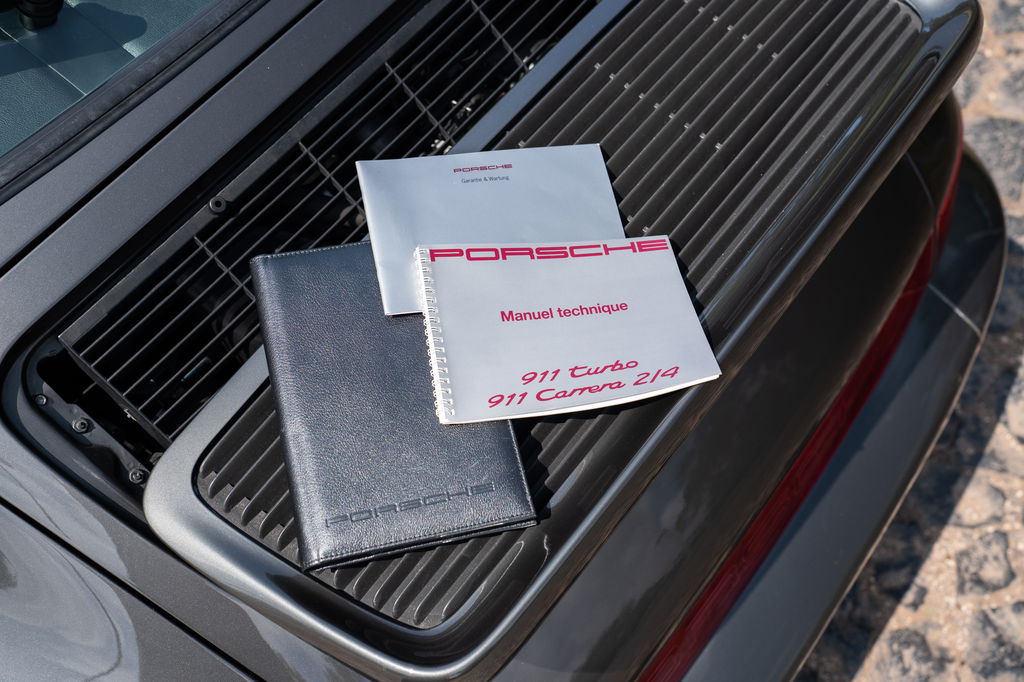 PORSCHE
Garantie & Wartung
PORSCHE
Manuel technique
911 turbo
911 Carrera 2/4
PORSCHE